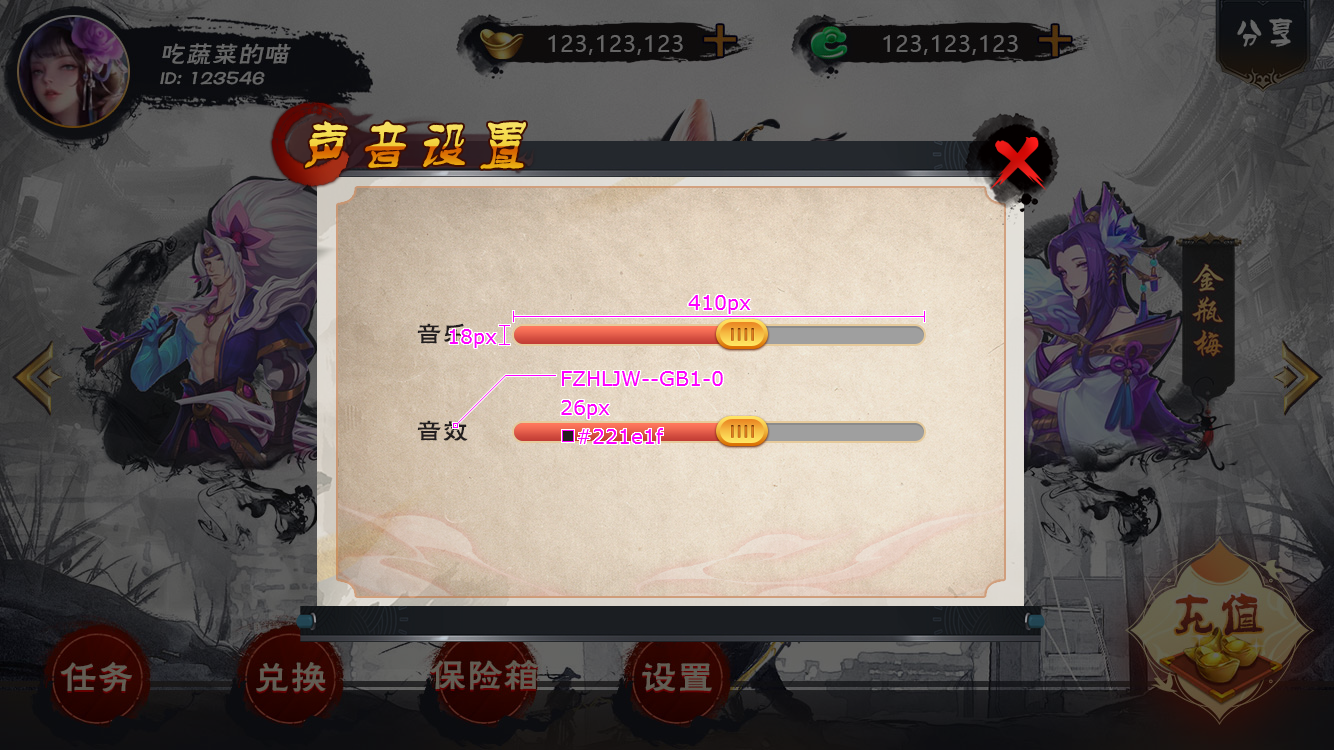 吃蔬菜的喵
ID: 123546
123,123,123
123,123,123
分享
声音设置
410px
音乐
18px
FZHLJW--GB1-0
26px
#221e1f
音效
金瓶梅
任务
兑换
保险箱
设置
充值